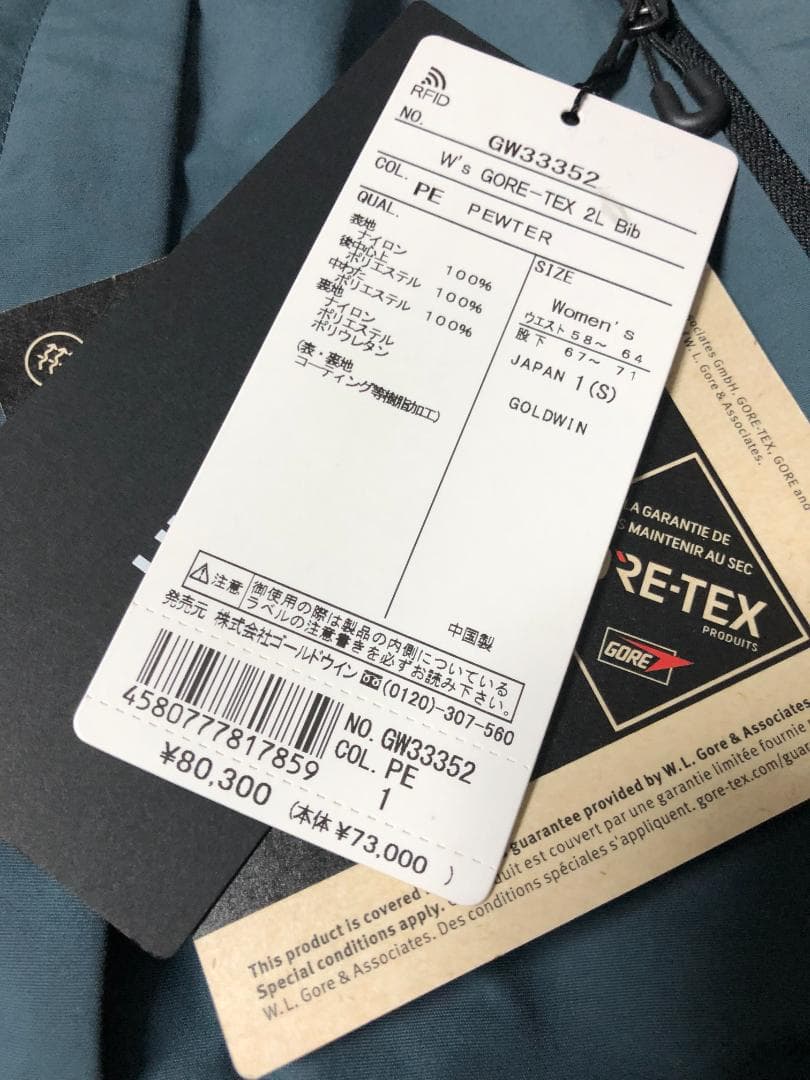 RFID
NO.
GW33352
W's GORE-TEX 2L Bib
COL. PE PEWTER
QUAL.
表地
ナイロン 100%
後中心上
ポリエステル 100%
中わた
ポリエステル 100%
裏地
ナイロン
ポリエステル
ポリウレタン
(表・裏地
コーティング等樹脂加工)
SIZE
Women's
ウエスト 58～ 64
股下 67～ 71
JAPAN 1(S)
GOLDWIN
中国製
注意
御使用の際は製品の内側についている
ラベルの注意書きを必ずお読み下さい。
発売元 株式会社ゴールドウイン (0120)-307-560
4580777817859
NO. GW33352
COL. PE
1
¥80,300 (本体 ¥73,000 )
sociates GmbH. GORE-TEX, GORE and
W. L. Gore & Associates.
LA GARANTIE DE
MAINTENIR AU SEC
RE-TEX
PRODUITS
GORE
This product is covered
guarantee provided by W. L. Gore & Associates
Special conditions apply.
duit est couvert par une garantie limitée fournie
W.L. Gore & Associates. Des conditions spéciales s'appliquent. gore-tex.com/guar